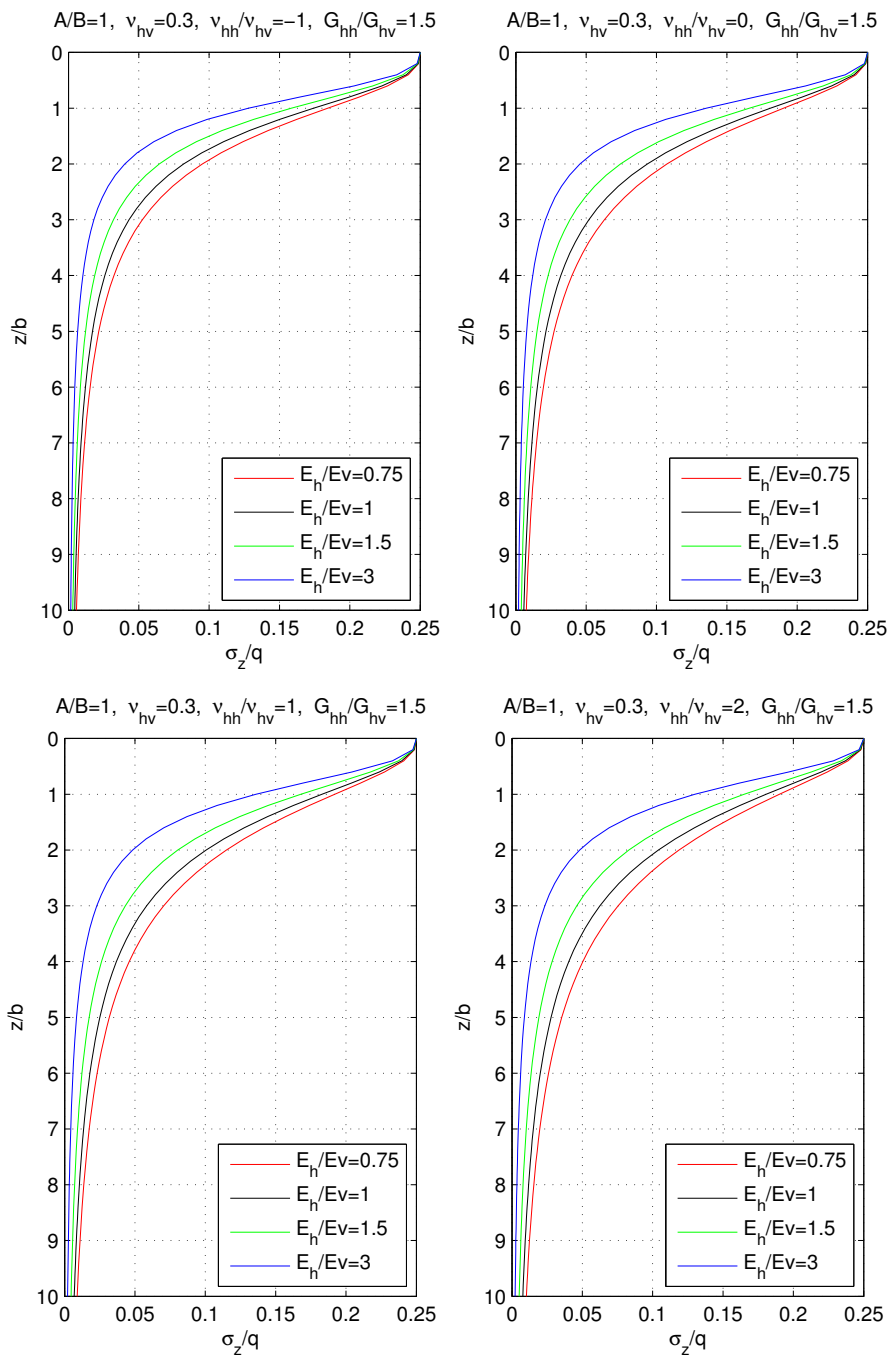 A/B=1, ν_hv=0.3, ν_hh/ν_hv=−1, G_hh/G_hv=1.5
0
1
2
3
4
5
6
7
8
9
10
z/b
0
0.05
0.1
0.15
0.2
0.25
σ_z/q
E_h/Ev=0.75
E_h/Ev=1
E_h/Ev=1.5
E_h/Ev=3
A/B=1, ν_hv=0.3, ν_hh/ν_hv=0, G_hh/G_hv=1.5
0
1
2
3
4
5
6
7
8
9
10
z/b
0
0.05
0.1
0.15
0.2
0.25
σ_z/q
E_h/Ev=0.75
E_h/Ev=1
E_h/Ev=1.5
E_h/Ev=3
A/B=1, ν_hv=0.3, ν_hh/ν_hv=1, G_hh/G_hv=1.5
0
1
2
3
4
5
6
7
8
9
10
z/b
0
0.05
0.1
0.15
0.2
0.25
σ_z/q
E_h/Ev=0.75
E_h/Ev=1
E_h/Ev=1.5
E_h/Ev=3
A/B=1, ν_hv=0.3, ν_hh/ν_hv=2, G_hh/G_hv=1.5
0
1
2
3
4
5
6
7
8
9
10
z/b
0
0.05
0.1
0.15
0.2
0.25
σ_z/q
E_h/Ev=0.75
E_h/Ev=1
E_h/Ev=1.5
E_h/Ev=3